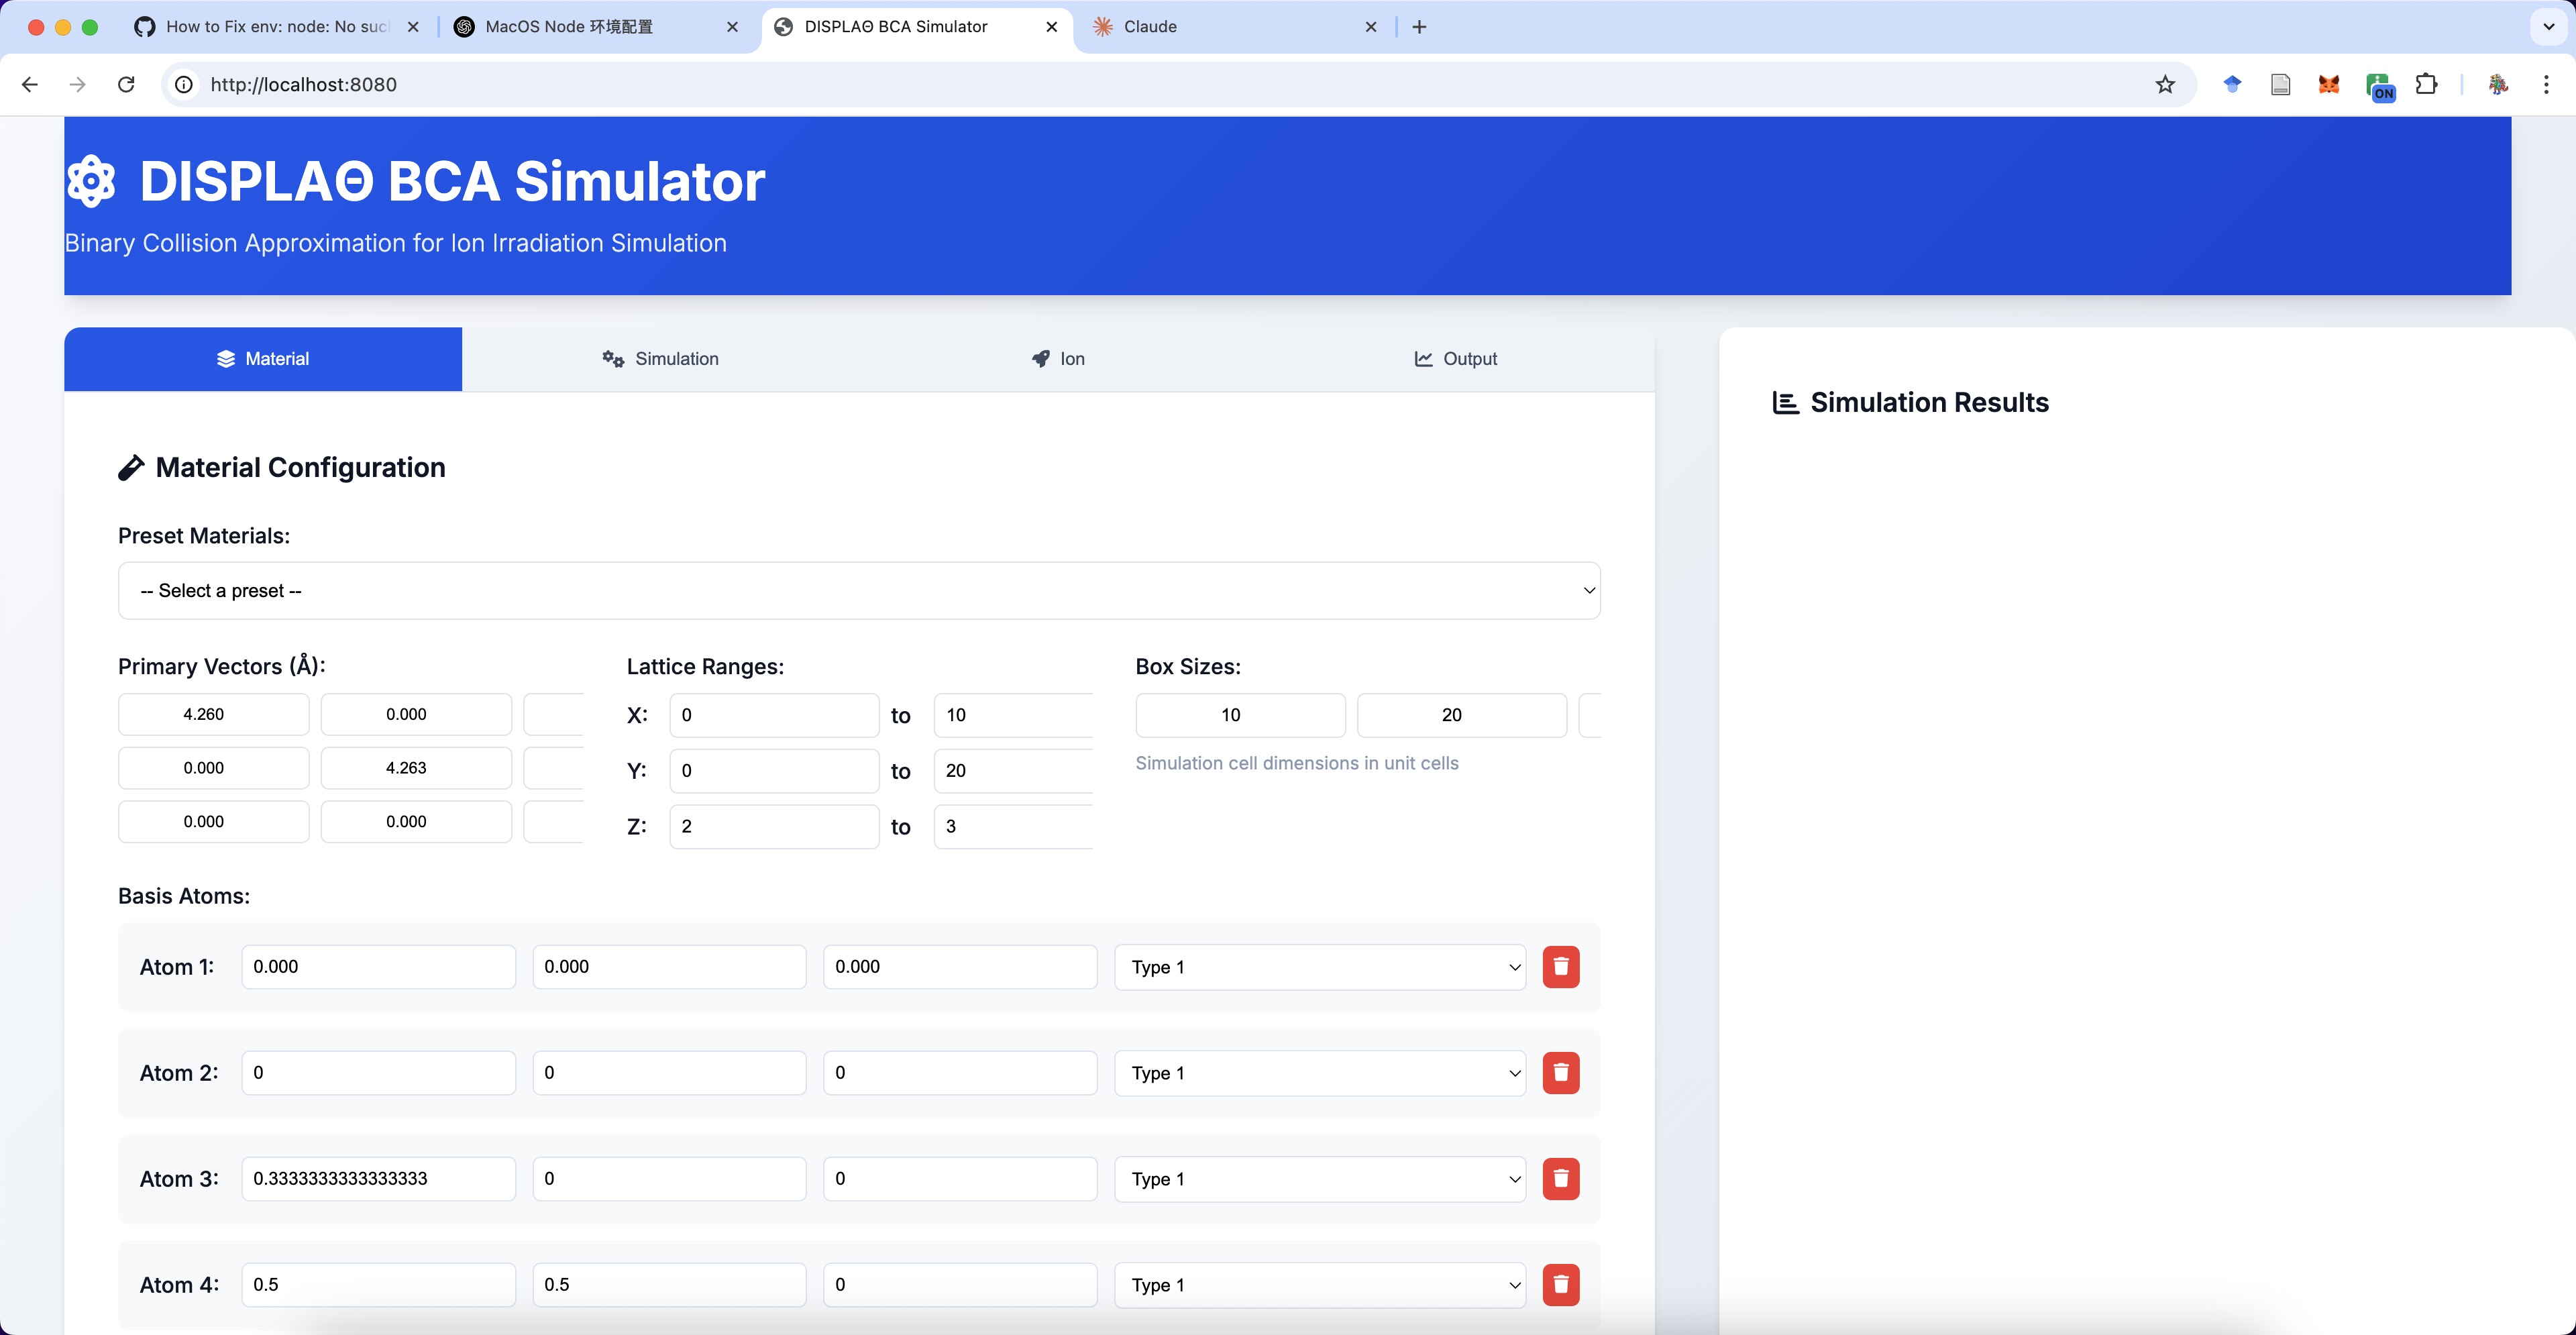 How to Fix env: node: No suc
MacOS Node 环境配置
DISPLAΘ BCA Simulator
Claude
http://localhost:8080
ON
DISPLAΘ BCA Simulator
Binary Collision Approximation for Ion Irradiation Simulation
Material Simulation Ion Output
Simulation Results
Material Configuration
Preset Materials:
-- Select a preset --
Primary Vectors (Å): Lattice Ranges: Box Sizes:
4.260 0.000 X: 0 to 10 10 20
0.000 4.263 Y: 0 to 20 Simulation cell dimensions in unit cells
0.000 0.000 Z: 2 to 3
Basis Atoms:
Atom 1: 0.000 0.000 0.000 Type 1
Atom 2: 0 0 0 Type 1
Atom 3: 0.3333333333333333 0 0 Type 1
Atom 4: 0.5 0.5 0 Type 1